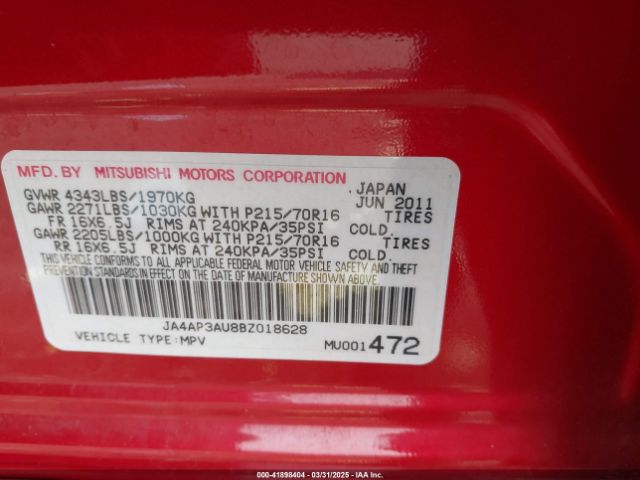 MFD. BY MITSUBISHI MOTORS CORPORATION JAPAN
GVWR 4343LBS/1970KG JUN 2011
GAWR 2271LBS/1030KG WITH P215/70R16 TIRES
FR 16X6.5J RIMS AT 240KPA/35PSI COLD.
GAWR 2205LBS/1000KG WITH P215/70R16 TIRES
RR 16X6.5J RIMS AT 240KPA/35PSI COLD.
THIS VEHICLE CONFORMS TO ALL APPLICABLE FEDERAL MOTOR VEHICLE SAFETY AND THEFT
PREVENTION STANDARDS IN EFFECT ON THE DATE OF MANUFACTURE SHOWN ABOVE.
JA4AP3AU8BZ018628
VEHICLE TYPE:MPV MU001472
000-41898404 - 03/31/2025 - IAA Inc.